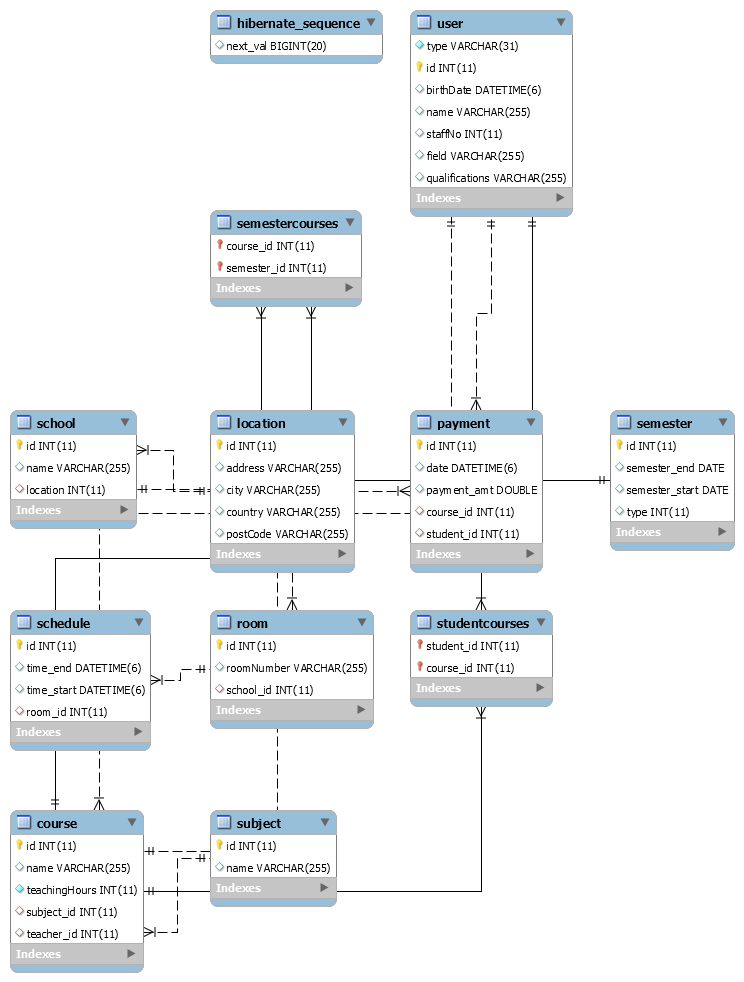 hibernate_sequence
next_val BIGINT(20)
user
type VARCHAR(31)
id INT(11)
birthDate DATETIME(6)
name VARCHAR(255)
staffNo INT(11)
field VARCHAR(255)
qualifications VARCHAR(255)
Indexes
semestercourses
course_id INT(11)
semester_id INT(11)
Indexes
school
id INT(11)
name VARCHAR(255)
location INT(11)
Indexes
location
id INT(11)
address VARCHAR(255)
city VARCHAR(255)
country VARCHAR(255)
postCode VARCHAR(255)
Indexes
payment
id INT(11)
date DATETIME(6)
payment_amt DOUBLE
course_id INT(11)
student_id INT(11)
Indexes
semester
id INT(11)
semester_end DATE
semester_start DATE
type INT(11)
Indexes
schedule
id INT(11)
time_end DATETIME(6)
time_start DATETIME(6)
room_id INT(11)
Indexes
room
id INT(11)
roomNumber VARCHAR(255)
school_id INT(11)
Indexes
studentcourses
student_id INT(11)
course_id INT(11)
Indexes
course
id INT(11)
name VARCHAR(255)
teachingHours INT(11)
subject_id INT(11)
teacher_id INT(11)
Indexes
subject
id INT(11)
name VARCHAR(255)
Indexes